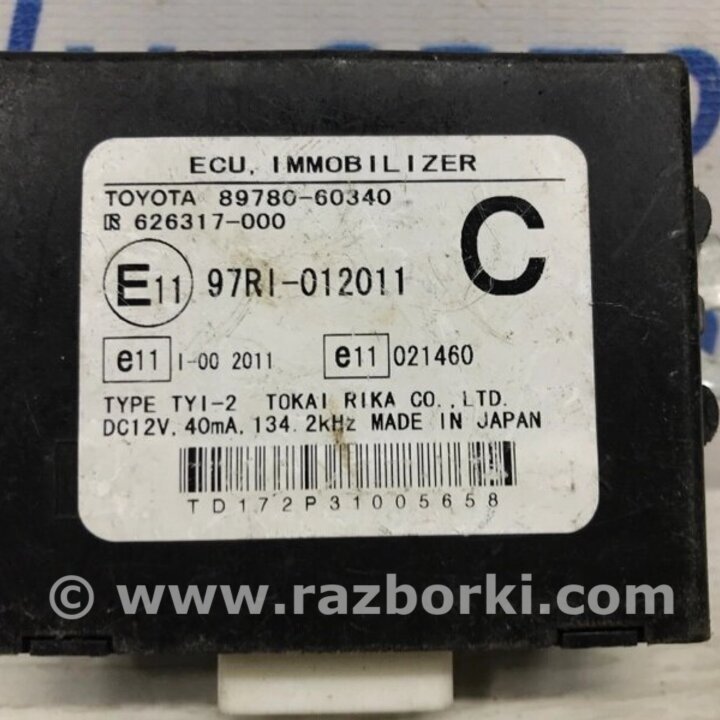 ECU, IMMOBILIZER
TOYOTA 89780-60340
626317-000
C
E11 97RI-012011
e11 I-00 2011 e11 021460
TYPE TYI-2 TOKAI RIKA CO.,LTD.
DC12V, 40mA, 134.2kHz MADE IN JAPAN
TD172P31005658
© www.razborki.com